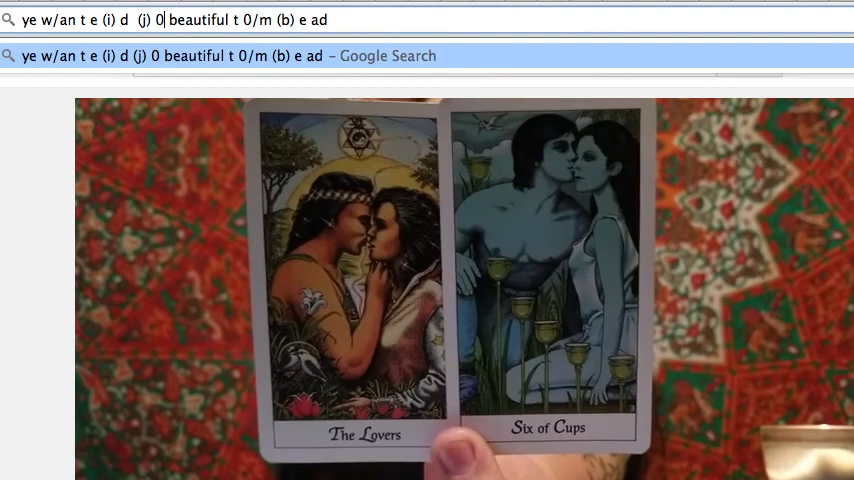 ye w/an t e (i) d  (j) 0 beautiful t 0/m (b) e ad
ye w/an t e (i) d (j) 0 beautiful t 0/m (b) e ad – Google Search
The Lovers
Six of Cups